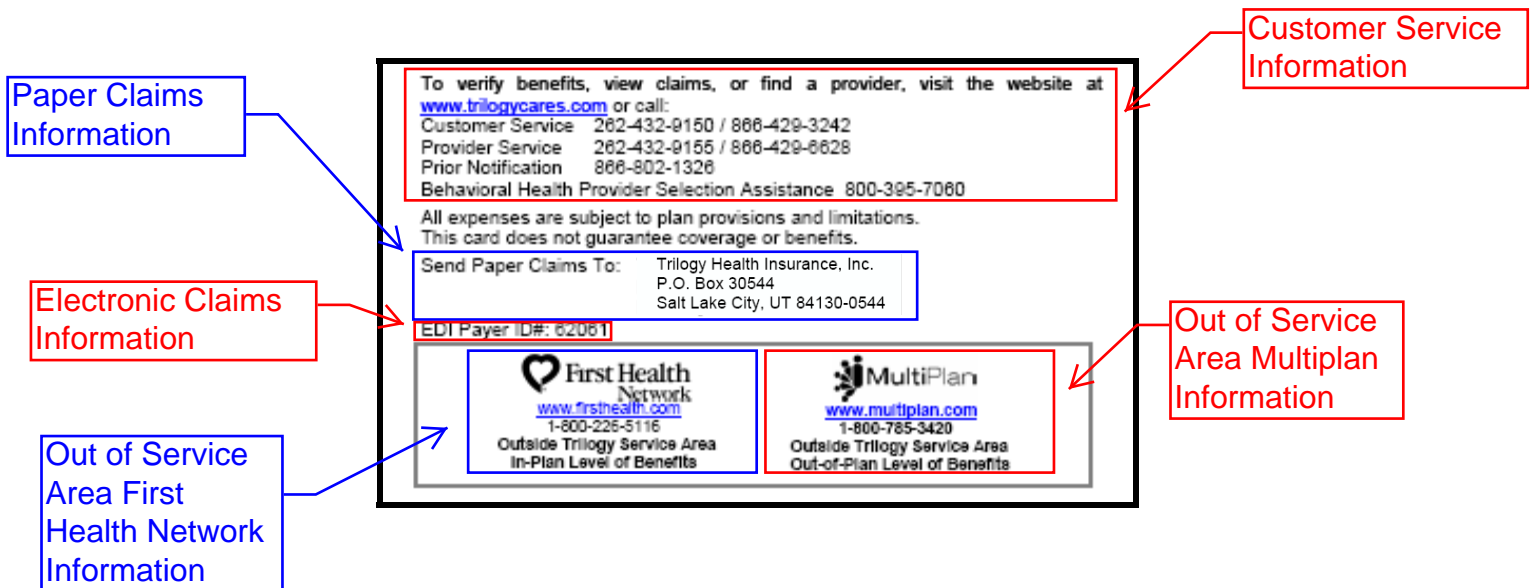 Customer Service
Information
Paper Claims
Information
To verify benefits, view claims, or find a provider, visit the website at
www.trilogycares.com or call:
Customer Service 262-432-9150 / 866-429-3242
Provider Service 262-432-9155 / 866-429-6628
Prior Notification 866-802-1326
Behavioral Health Provider Selection Assistance 800-395-7060
All expenses are subject to plan provisions and limitations.
This card does not guarantee coverage or benefits.
Send Paper Claims To: Trilogy Health Insurance, Inc.
P.O. Box 30544
Salt Lake City, UT 84130-0544
Electronic Claims
Information
EDI Payer ID#: 62061
Out of Service
Area Multiplan
Information
First Health
Network
www.firsthealth.com
1-800-226-5116
Outside Trilogy Service Area
In-Plan Level of Benefits
MultiPlan
www.multiplan.com
1-800-785-3420
Outside Trilogy Service Area
Out-of-Plan Level of Benefits
Out of Service
Area First
Health Network
Information